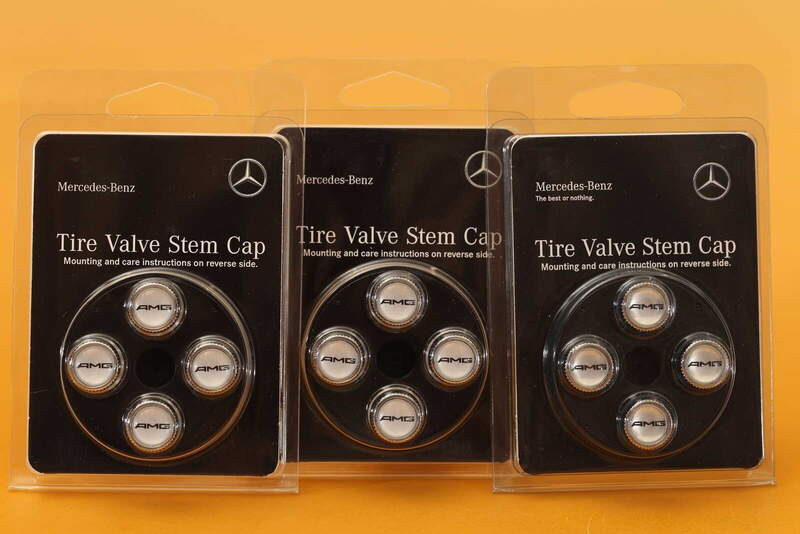 Mercedes-Benz
Tire Valve Stem Cap
Mounting and care instructions on reverse side.
AMG
AMG AMG
AMG
Mercedes-Benz
Tire Valve Stem Cap
Mounting and care instructions on reverse side.
AMG
AMG AMG
AMG
Mercedes-Benz
The best or nothing.
Tire Valve Stem Cap
Mounting and care instructions on reverse side.
AMG
AMG AMG
AMG